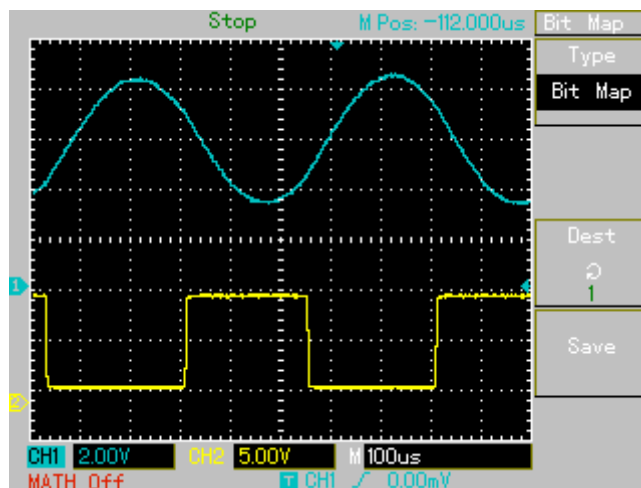 Stop M Pos: -112.000us Bit Map
Type
Bit Map
Dest
1
Save
1
2
CH1 2.00V CH2 5.00V M 100us
MATH Off T CH1 0.00mV